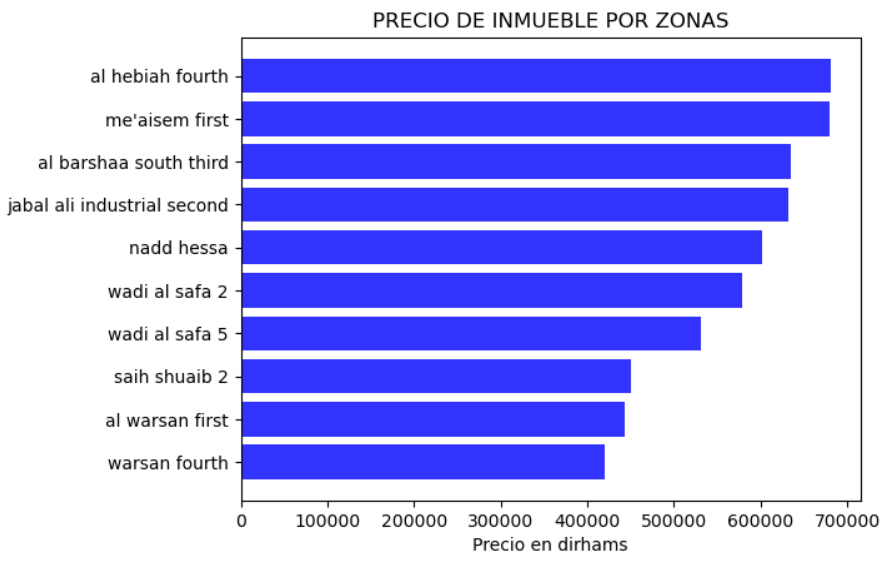 PRECIO DE INMUEBLE POR ZONAS
al hebiah fourth
me'aisem first
al barshaa south third
jabal ali industrial second
nadd hessa
wadi al safa 2
wadi al safa 5
saih shuaib 2
al warsan first
warsan fourth
0 100000 200000 300000 400000 500000 600000 700000
Precio en dirhams